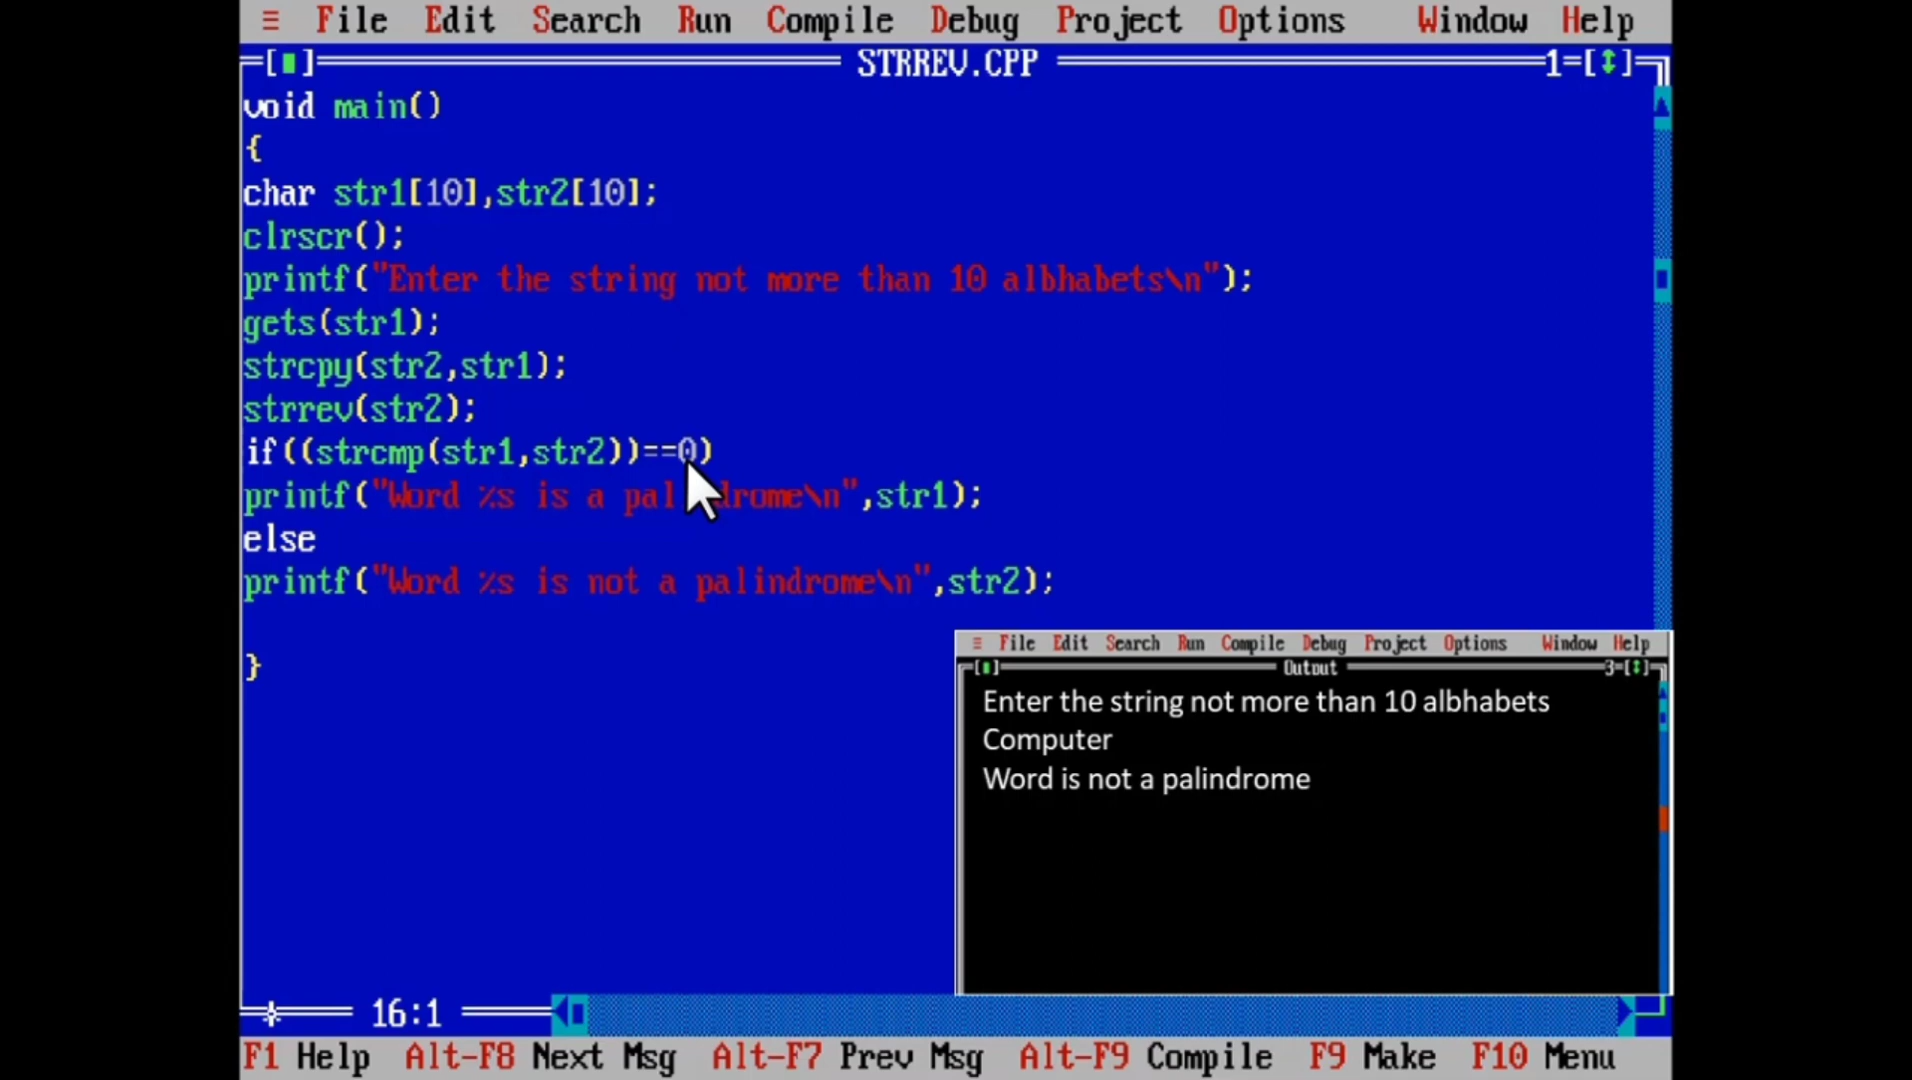 ≡ File Edit Search Run Compile Debug Project Options Window Help
[■] STRREV.CPP 1=[↕]
void main()
{
char str1[10],str2[10];
clrscr();
printf("Enter the string not more than 10 albhabets\n");
gets(str1);
strcpy(str2,str1);
strrev(str2);
if((strcmp(str1,str2))==0)
printf("Word %s is a palindrome\n",str1);
else
printf("Word %s is not a palindrome\n",str2);
}
≡ File Edit Search Run Compile Debug Project Options Window Help
[■] Output 3=[↕]
Enter the string not more than 10 albhabets
Computer
Word is not a palindrome
16:1
F1 Help Alt-F8 Next Msg Alt-F7 Prev Msg Alt-F9 Compile F9 Make F10 Menu